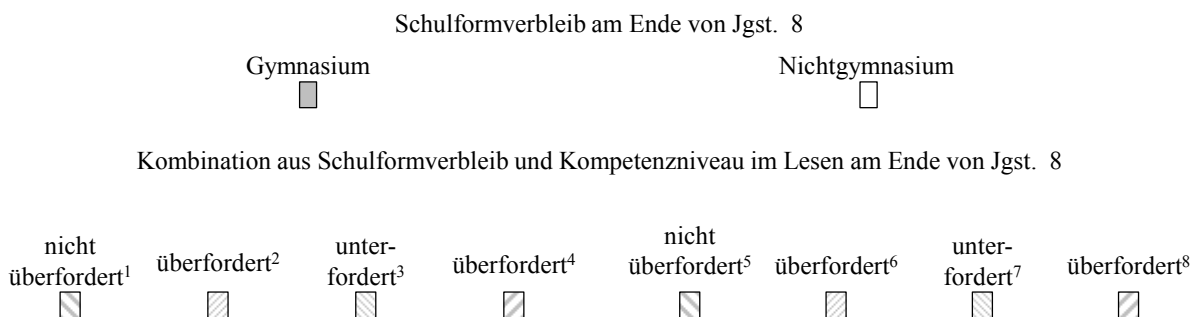 Schulformverbleib am Ende von Jgst. 8
Gymnasium
Nichtgymnasium
Kombination aus Schulformverbleib und Kompetenzniveau im Lesen am Ende von Jgst. 8
nicht
überfordert¹
überfordert²
unter-
fordert³
überfordert⁴
nicht
überfordert⁵
überfordert⁶
unter-
fordert⁷
überfordert⁸